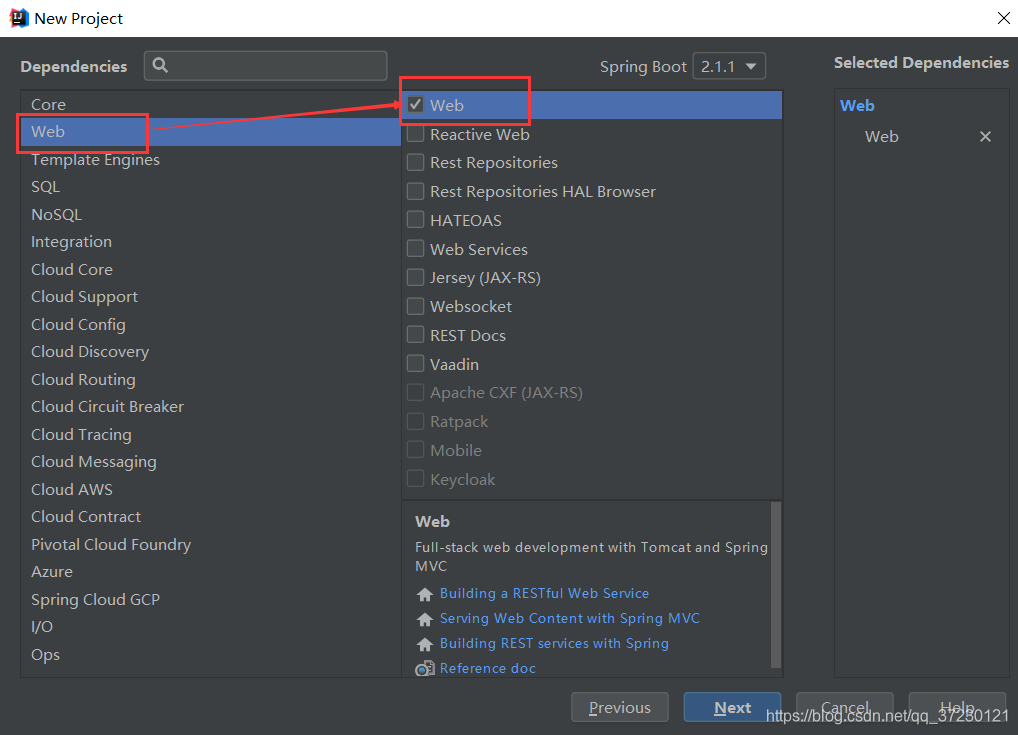 New Project
Dependencies
Spring Boot 2.1.1
Selected Dependencies
Core
Web
Template Engines
SQL
NoSQL
Integration
Cloud Core
Cloud Support
Cloud Config
Cloud Discovery
Cloud Routing
Cloud Circuit Breaker
Cloud Tracing
Cloud Messaging
Cloud AWS
Cloud Contract
Pivotal Cloud Foundry
Azure
Spring Cloud GCP
I/O
Ops
Web
Reactive Web
Rest Repositories
Rest Repositories HAL Browser
HATEOAS
Web Services
Jersey (JAX-RS)
Websocket
REST Docs
Vaadin
Apache CXF (JAX-RS)
Ratpack
Mobile
Keycloak
Web
Full-stack web development with Tomcat and Spring
MVC
Building a RESTful Web Service
Serving Web Content with Spring MVC
Building REST services with Spring
Reference doc
Web
Web
Previous
Next
Cancel
Help
https://blog.csdn.net/qq_37230121